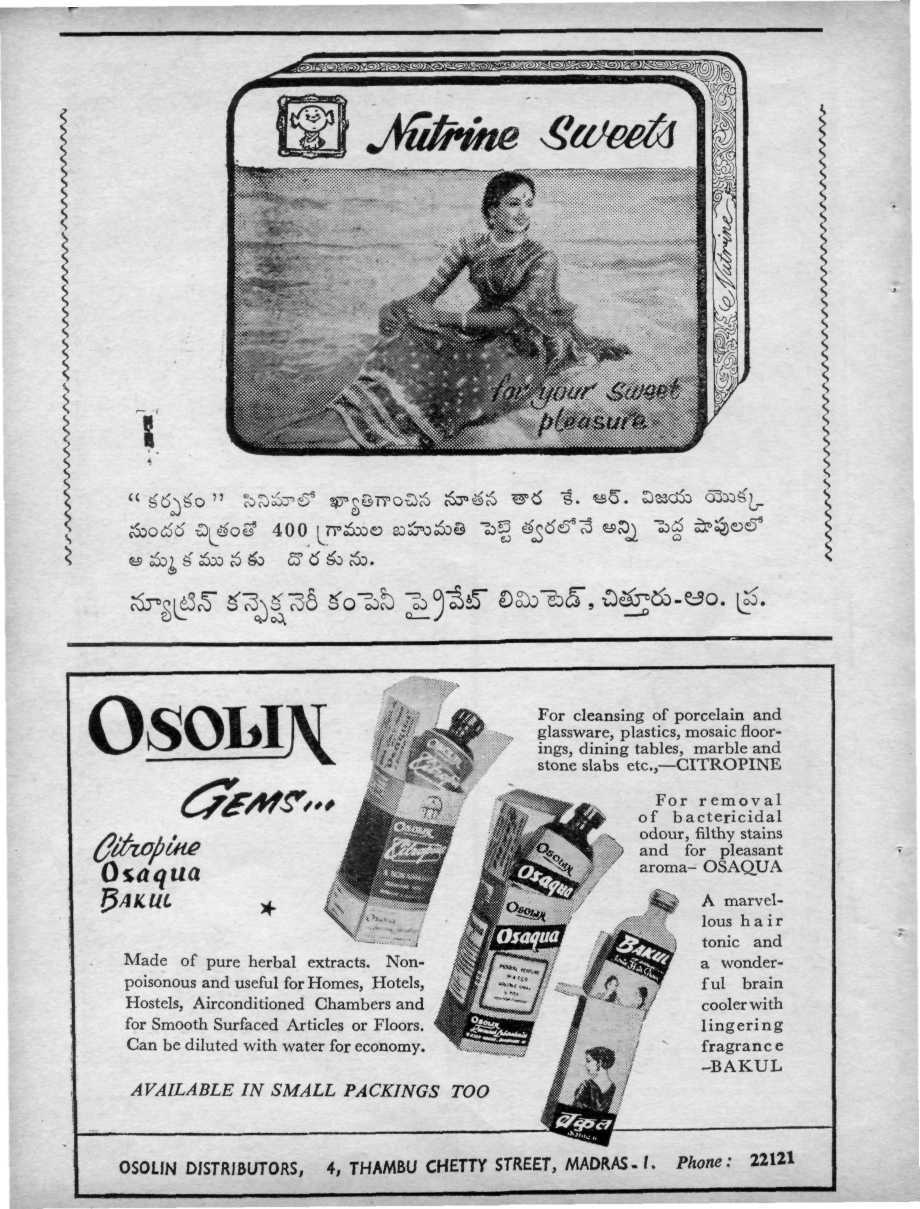 Nutrine Sweets
Nutrine
for your Sweet
pleasure
“ కర్పకం ” సినిమాలో ఖ్యాతిగాంచిన నూతన తార కే. ఆర్. విజయ యొక్క
సుందర చిత్రంతో 400 గ్రాముల బహుమతి పెట్టె త్వరలోనే అన్ని పెద్ద షాపులలో
అమ్మకమునకు దొరకును.
న్యూట్రిన్ కన్ఫెక్షనెరీ కంపెనీ ప్రైవేట్ లిమిటెడ్, చిత్తూరు-ఆం. ప్ర.
OSOLIN
GEMS...
Citropine
Osaqua
BAKUL
Made of pure herbal extracts. Non-
poisonous and useful for Homes, Hotels,
Hostels, Airconditioned Chambers and
for Smooth Surfaced Articles or Floors.
Can be diluted with water for economy.
AVAILABLE IN SMALL PACKINGS TOO
OSOLIN
Citropine
OSOLIN
Osaqua
OSOLIN
Osaqua
BAKUL
बकुल
For cleansing of porcelain and
glassware, plastics, mosaic floor-
ings, dining tables, marble and
stone slabs etc.,—CITROPINE
For removal
of bactericidal
odour, filthy stains
and for pleasant
aroma– OSAQUA
A marvel-
lous hair
tonic and
a wonder-
ful brain
cooler with
lingering
fragrance
–BAKUL
OSOLIN DISTRIBUTORS, 4, THAMBU CHETTY STREET, MADRAS-1. Phone: 22121